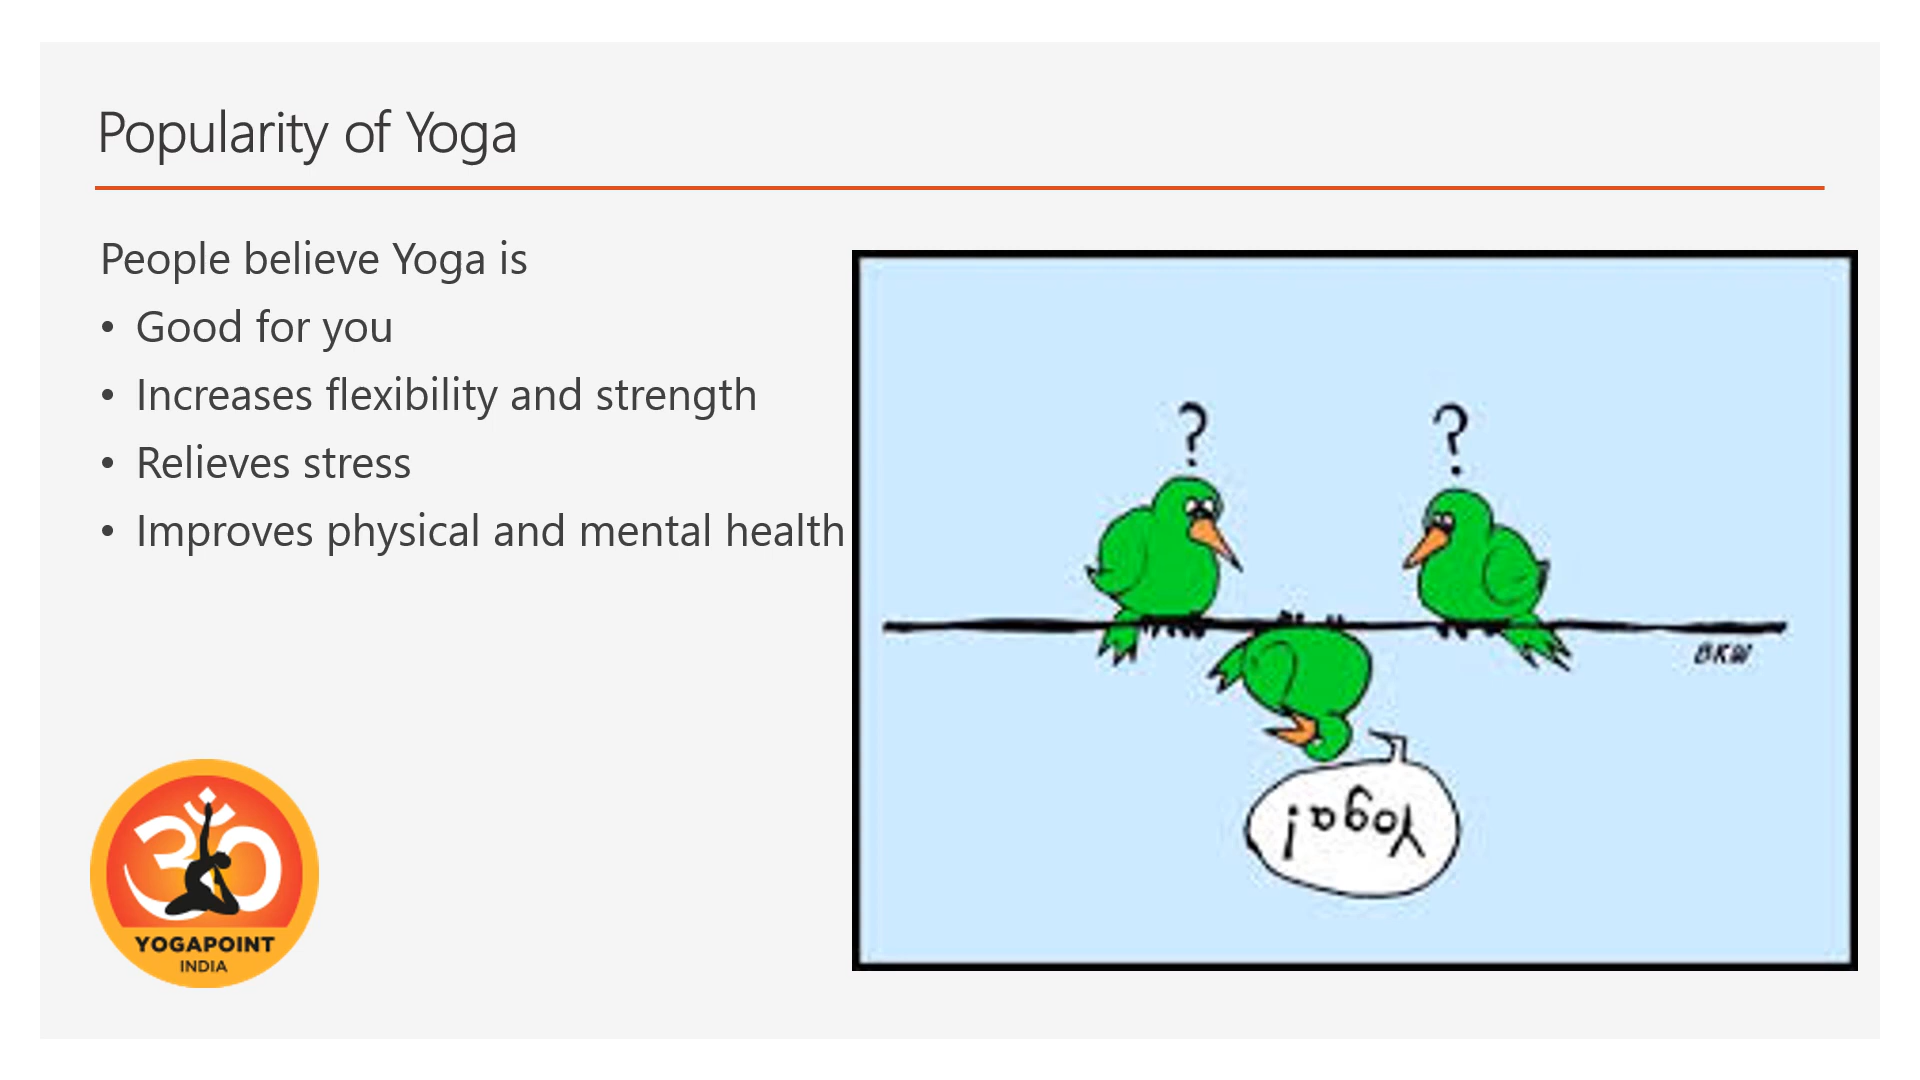 Popularity of Yoga
People believe Yoga is
• Good for you
• Increases flexibility and strength
• Relieves stress
• Improves physical and mental health
? ?
BKW
Yoga!
ॐ
YOGAPOINT
INDIA